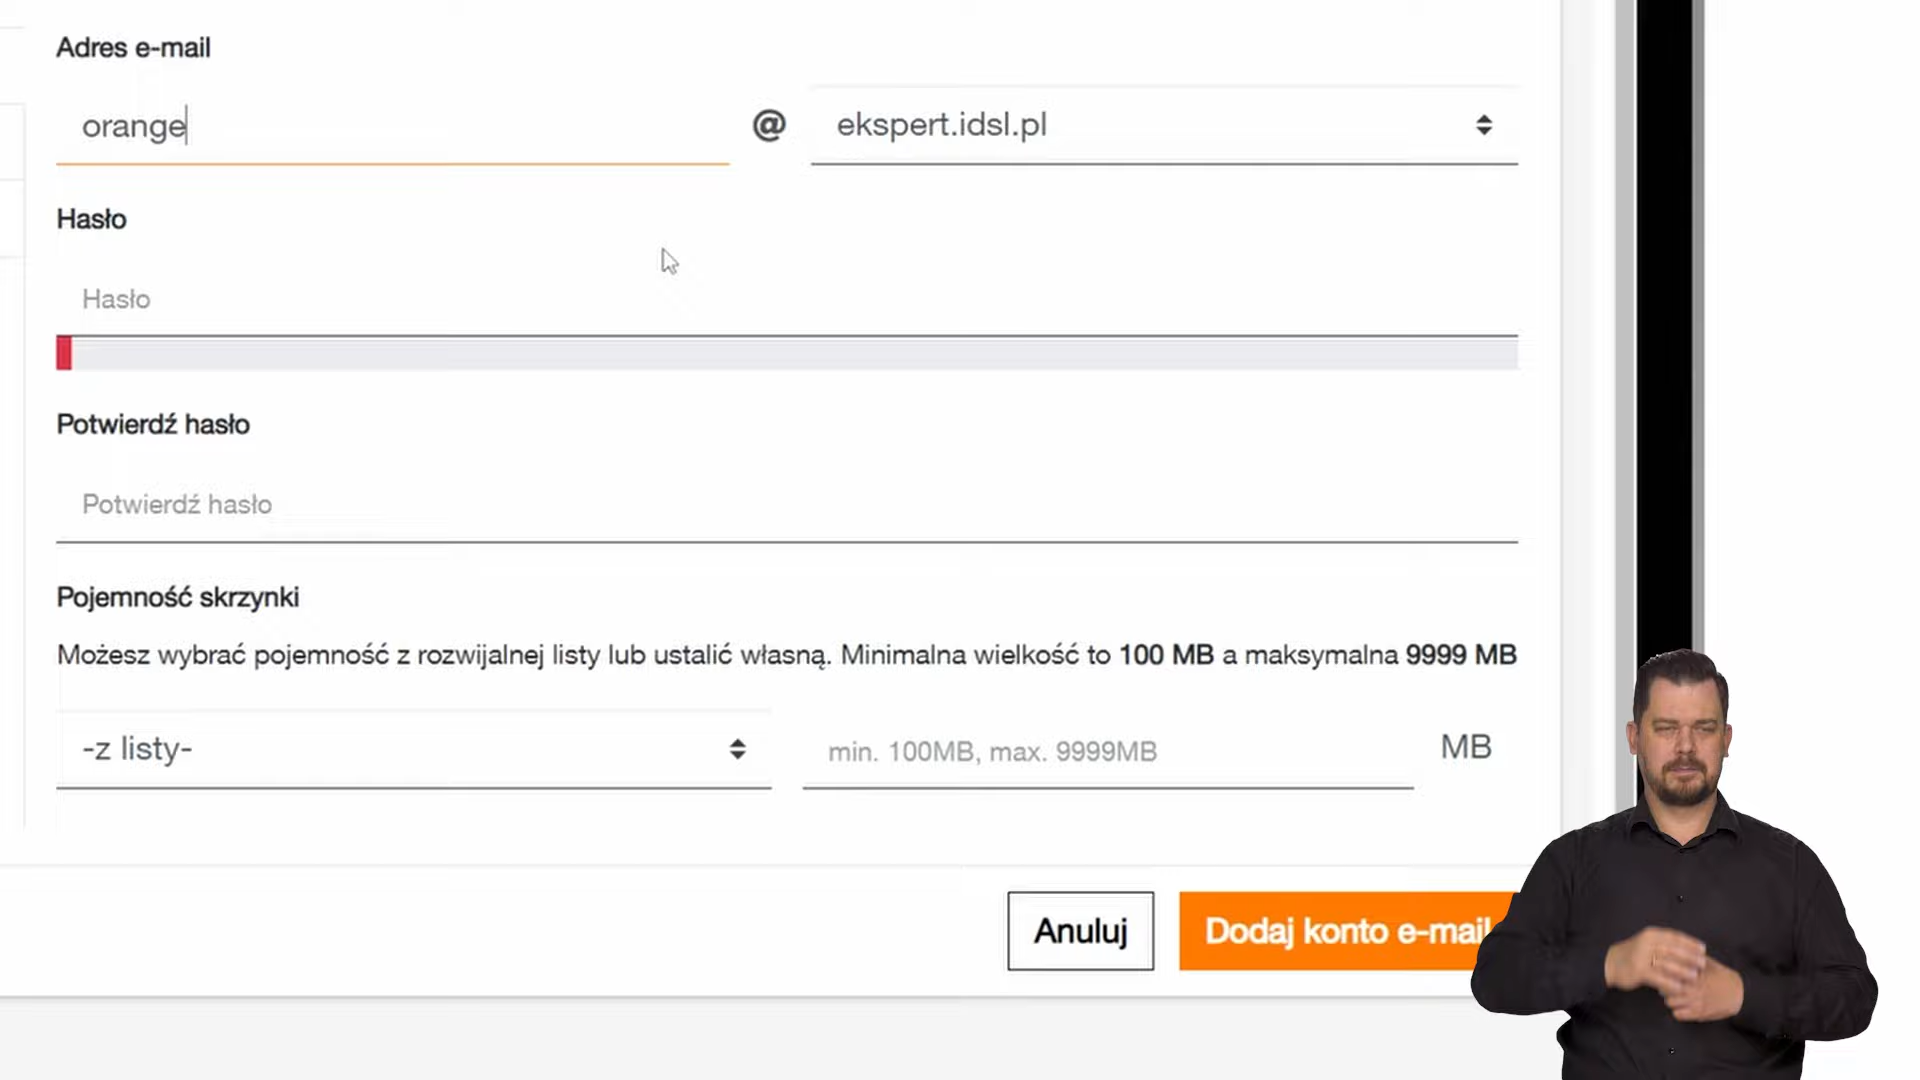 Adres e-mail
orange @ ekspert.idsl.pl
Hasło
Hasło
Potwierdź hasło
Potwierdź hasło
Pojemność skrzynki
Możesz wybrać pojemność z rozwijalnej listy lub ustalić własną. Minimalna wielkość to 100 MB a maksymalna 9999 MB
-z listy- min. 100MB, max. 9999MB MB
Anuluj Dodaj konto e-mail